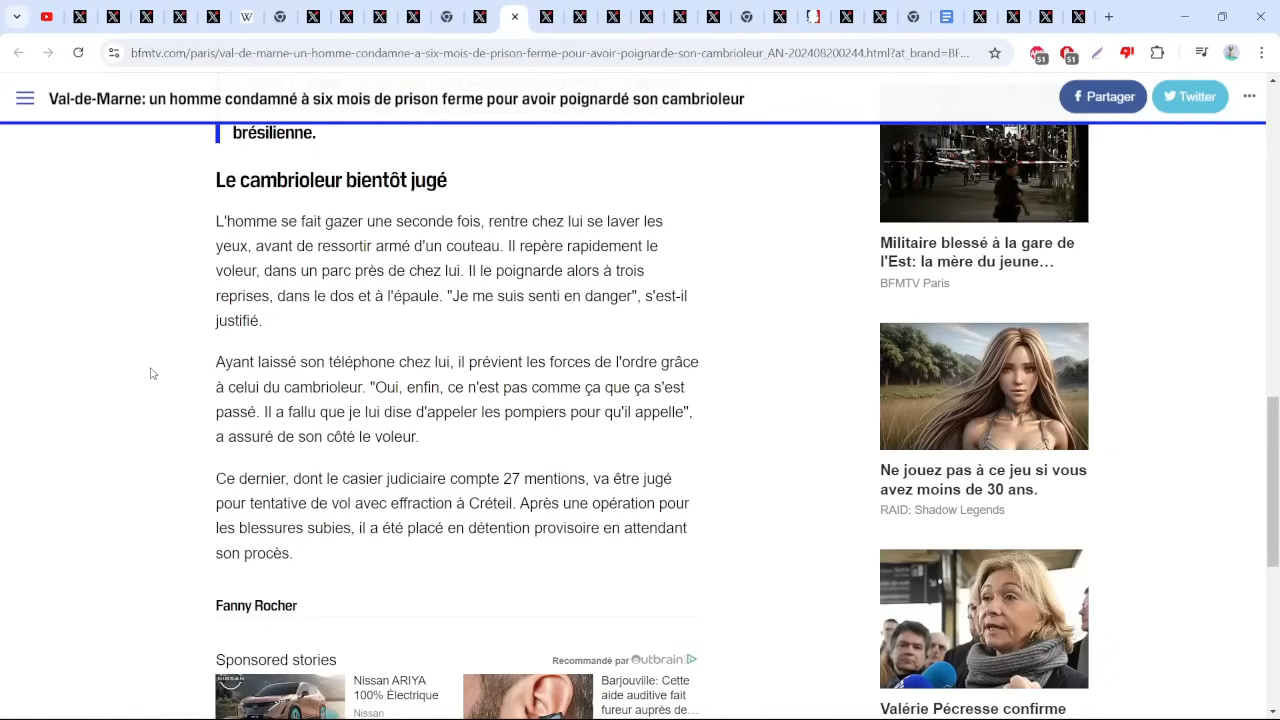 bfmtv.com/paris/val-de-marne-un-homme-condamne-a-six-mois-de-prison-ferme-pour-avoir-poignarde-son-cambrioleur_AN-202408200244.html?at_brand=BF...
51
51
Val-de-Marne: un homme condamné à six mois de prison ferme pour avoir poignardé son cambrioleur
Partager
Twitter
brésilienne.
Le cambrioleur bientôt jugé
L'homme se fait gazer une seconde fois, rentre chez lui se laver les
yeux, avant de ressortir armé d'un couteau. Il repère rapidement le
voleur, dans un parc près de chez lui. Il le poignarde alors à trois
reprises, dans le dos et à l'épaule. "Je me suis senti en danger", s'est-il
justifié.
Ayant laissé son téléphone chez lui, il prévient les forces de l'ordre grâce
à celui du cambrioleur. "Oui, enfin, ce n'est pas comme ça que ça s'est
passé. Il a fallu que je lui dise d'appeler les pompiers pour qu'il appelle",
a assuré de son côté le voleur.
Ce dernier, dont le casier judiciaire compte 27 mentions, va être jugé
pour tentative de vol avec effraction à Créteil. Après une opération pour
les blessures subies, il a été placé en détention provisoire en attendant
son procès.
Fanny Rocher
Sponsored stories
Recommandé par Outbrain
NISSAN
Nissan ARIYA
100% Électrique
Nissan
Barjouville: Cette
aide auditive fait
fureur auprès de...
Militaire blessé à la gare de
l'Est: la mère du jeune...
BFMTV Paris
Ne jouez pas à ce jeu si vous
avez moins de 30 ans.
RAID: Shadow Legends
Valérie Pécresse confirme